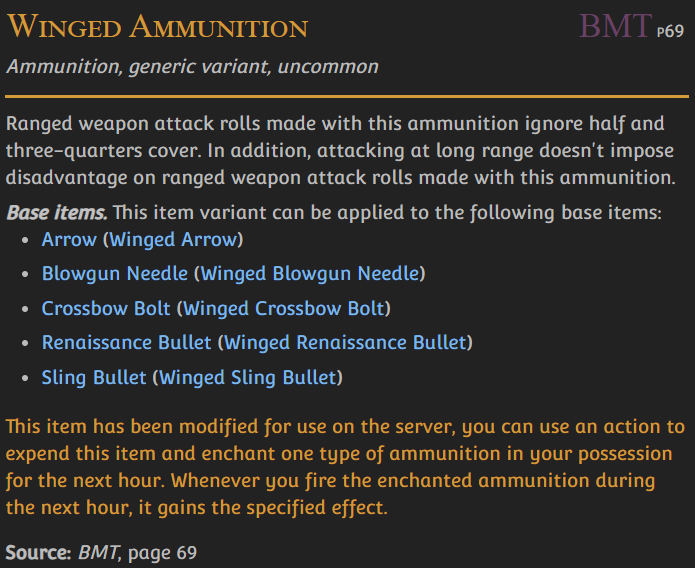 Winged Ammunition BMT p69
Ammunition, generic variant, uncommon
Ranged weapon attack rolls made with this ammunition ignore half and
three-quarters cover. In addition, attacking at long range doesn't impose
disadvantage on ranged weapon attack rolls made with this ammunition.
Base items. This item variant can be applied to the following base items:
• Arrow (Winged Arrow)
• Blowgun Needle (Winged Blowgun Needle)
• Crossbow Bolt (Winged Crossbow Bolt)
• Renaissance Bullet (Winged Renaissance Bullet)
• Sling Bullet (Winged Sling Bullet)
This item has been modified for use on the server, you can use an action to
expend this item and enchant one type of ammunition in your possession
for the next hour. Whenever you fire the enchanted ammunition during
the next hour, it gains the specified effect.
Source: BMT, page 69